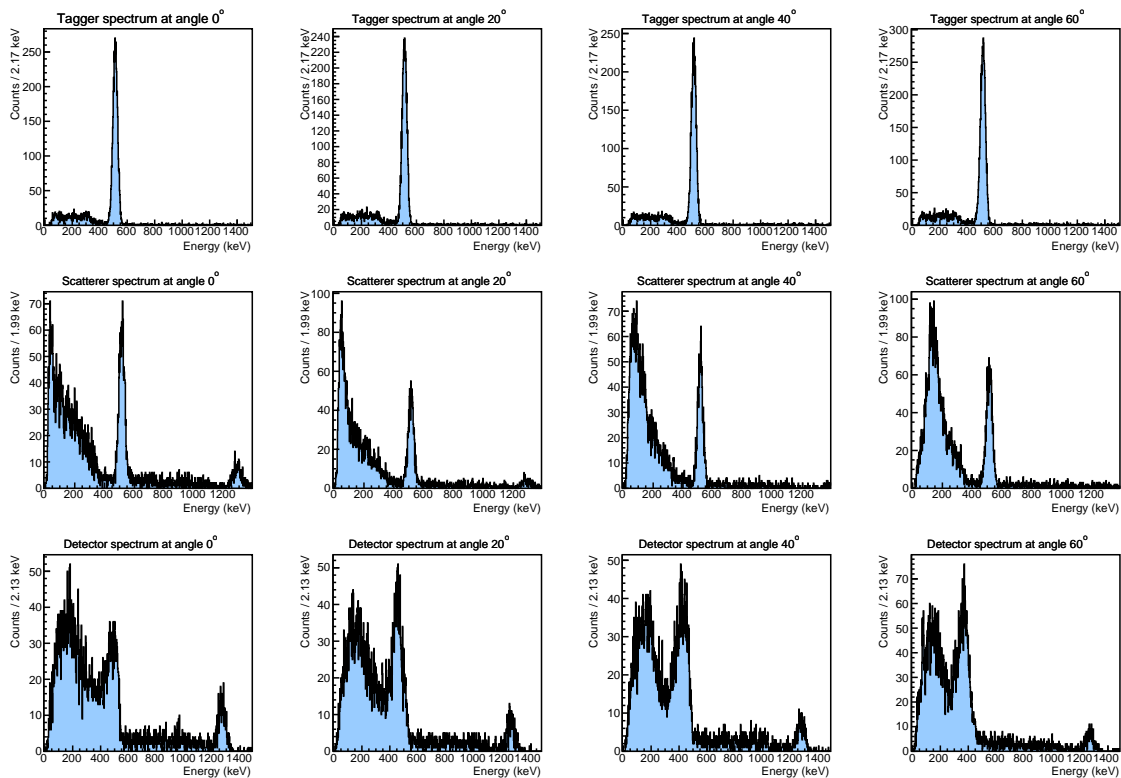 Tagger spectrum at angle 0°
Counts / 2.17 keV
250
200
150
100
50
0
0 200 400 600 800 1000 1200 1400
Energy (keV)
Tagger spectrum at angle 20°
Counts / 2.17 keV
240
220
200
180
160
140
120
100
80
60
40
20
0
0 200 400 600 800 1000 1200 1400
Energy (keV)
Tagger spectrum at angle 40°
Counts / 2.17 keV
250
200
150
100
50
0
0 200 400 600 800 1000 1200 1400
Energy (keV)
Tagger spectrum at angle 60°
Counts / 2.17 keV
300
250
200
150
100
50
0
0 200 400 600 800 1000 1200 1400
Energy (keV)
Scatterer spectrum at angle 0°
Counts / 1.99 keV
70
60
50
40
30
20
10
0
0 200 400 600 800 1000 1200
Energy (keV)
Scatterer spectrum at angle 20°
Counts / 1.99 keV
100
80
60
40
20
0
0 200 400 600 800 1000 1200
Energy (keV)
Scatterer spectrum at angle 40°
Counts / 1.99 keV
70
60
50
40
30
20
10
0
0 200 400 600 800 1000 1200
Energy (keV)
Scatterer spectrum at angle 60°
Counts / 1.99 keV
100
80
60
40
20
0
0 200 400 600 800 1000 1200
Energy (keV)
Detector spectrum at angle 0°
Counts / 2.13 keV
50
40
30
20
10
0
0 200 400 600 800 1000 1200 1400
Energy (keV)
Detector spectrum at angle 20°
Counts / 2.13 keV
50
40
30
20
10
0
0 200 400 600 800 1000 1200 1400
Energy (keV)
Detector spectrum at angle 40°
Counts / 2.13 keV
50
40
30
20
10
0
0 200 400 600 800 1000 1200 1400
Energy (keV)
Detector spectrum at angle 60°
Counts / 2.13 keV
70
60
50
40
30
20
10
0
0 200 400 600 800 1000 1200 1400
Energy (keV)